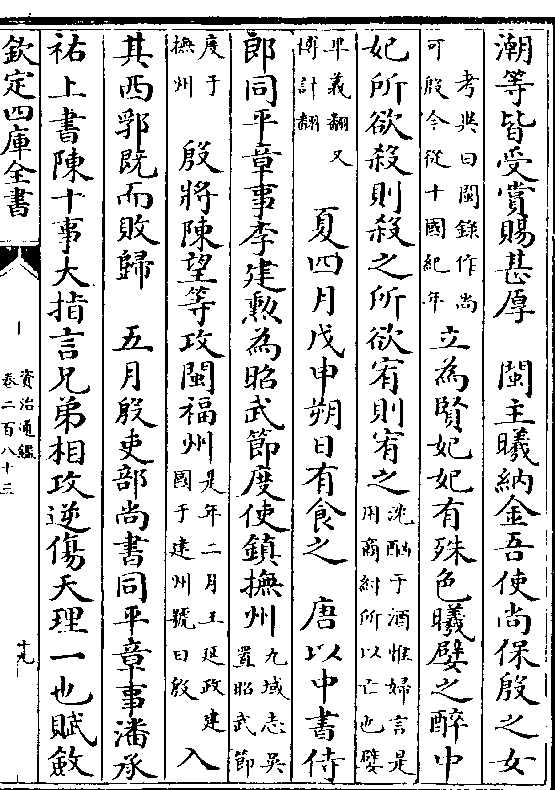 潮等皆受賞賜甚厚　閩主曦納金吾使尚保殷之女
考異曰閩錄作尚
可殷今從十國紀年
立為賢妃妃有殊色曦嬖之醉中
妃所欲殺則殺之所欲宥則宥之
沈酗于酒惟婦言是
用商紂所以亡也嬖
卑義翻又
博計翻
夏四月戊申朔日有食之　唐以中書侍
郎同平章事李建勲為昭武節度使鎮撫州
九域志吳
置昭武節
度于
撫州
殷將陳望等攻閩福州
是年二月王延政建
國于建州號曰殷
入
其西郛既而敗歸　五月殷吏部尚書同平章事潘承
祐上書陳十事大指言兄弟相攻逆傷天理一也賦斂
欽定四庫全書
資治通鑑
卷二百八十三
十九